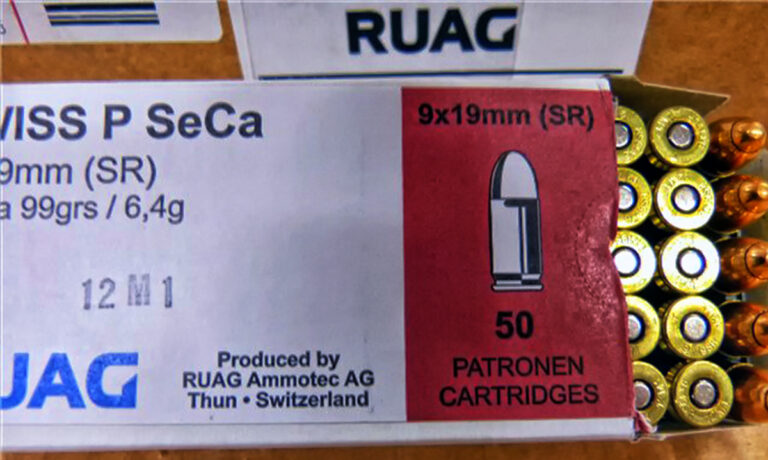 RUAG
VISS P SeCa
9mm (SR)
a 99grs / 6,4g
12 M 1
UAG
Produced by
RUAG Ammotec AG
Thun • Switzerland
9x19mm (SR)
50
PATRONEN
CARTRIDGES